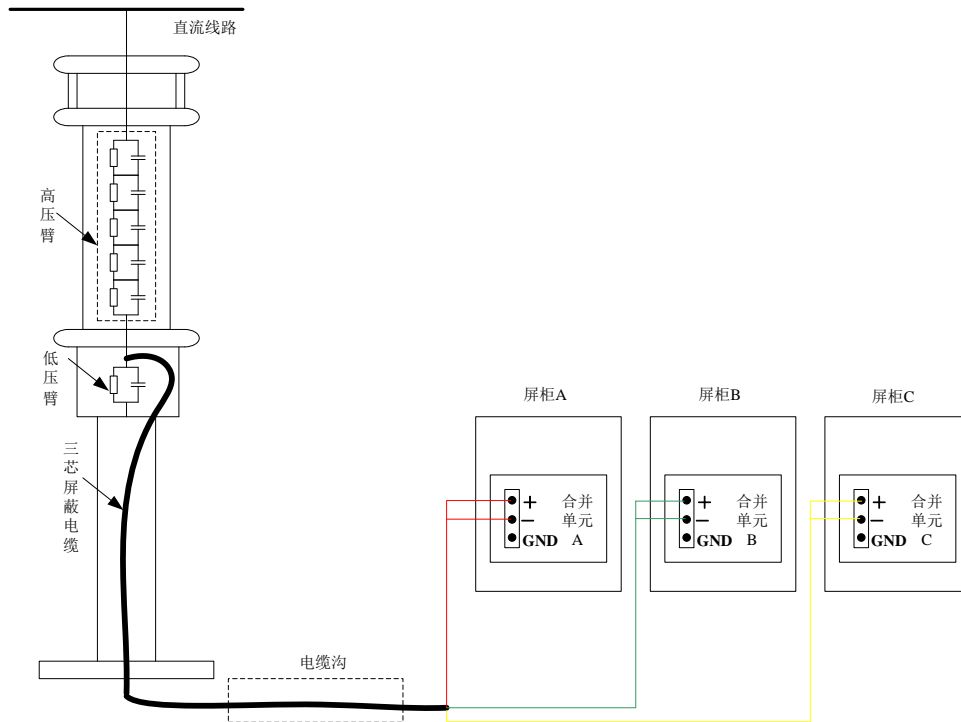 直流线路
高压臂
低压臂
三芯屏蔽电缆
电缆沟
屏柜A
+ 合并
− 单元
GND A
屏柜B
+ 合并
− 单元
GND B
屏柜C
+ 合并
− 单元
GND C